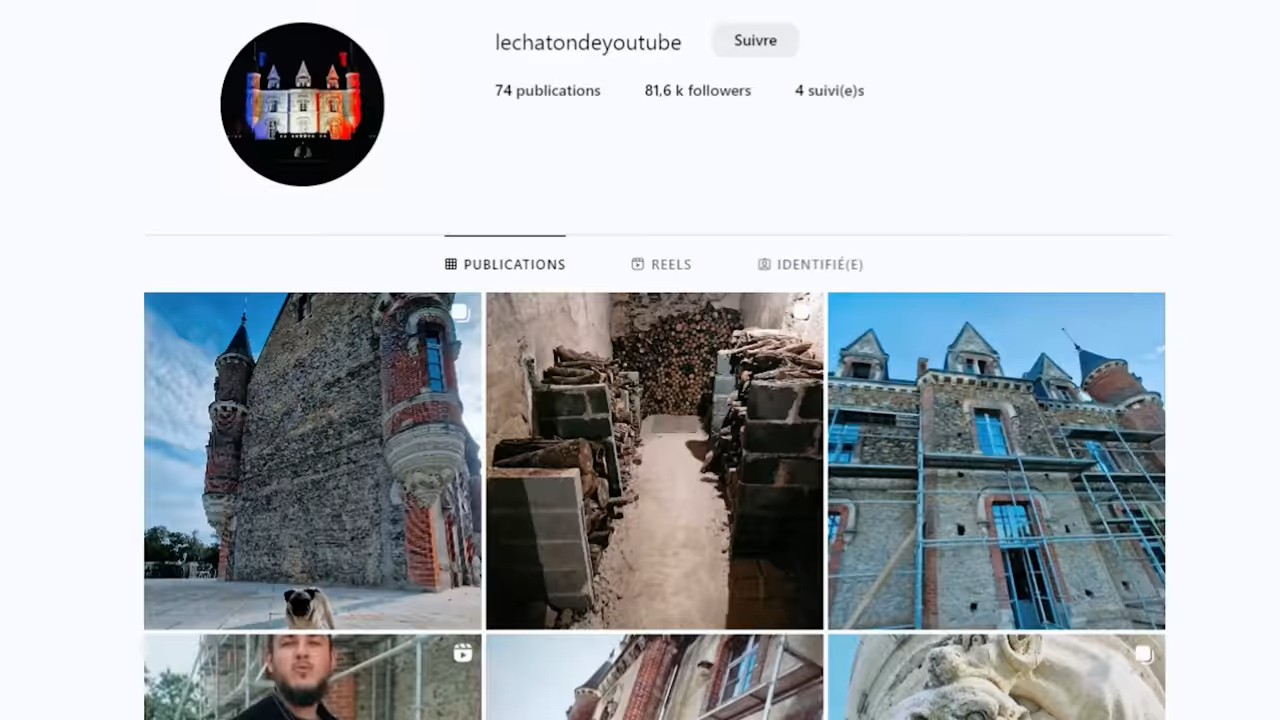 lechatondeyoutube
Suivre
74 publications 81,6 k followers 4 suivi(e)s
PUBLICATIONS REELS IDENTIFIÉ(E)